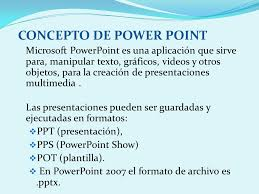 CONCEPTO DE POWER POINT
Microsoft PowerPoint es una aplicación que sirve
para, manipular texto, gráficos, videos y otros
objetos, para la creación de presentaciones
multimedia .
Las presentaciones pueden ser guardadas y
ejecutadas en formatos:
❖PPT (presentación),
❖PPS (PowerPoint Show)
❖POT (plantilla).
❖ En PowerPoint 2007 el formato de archivo es
.pptx.